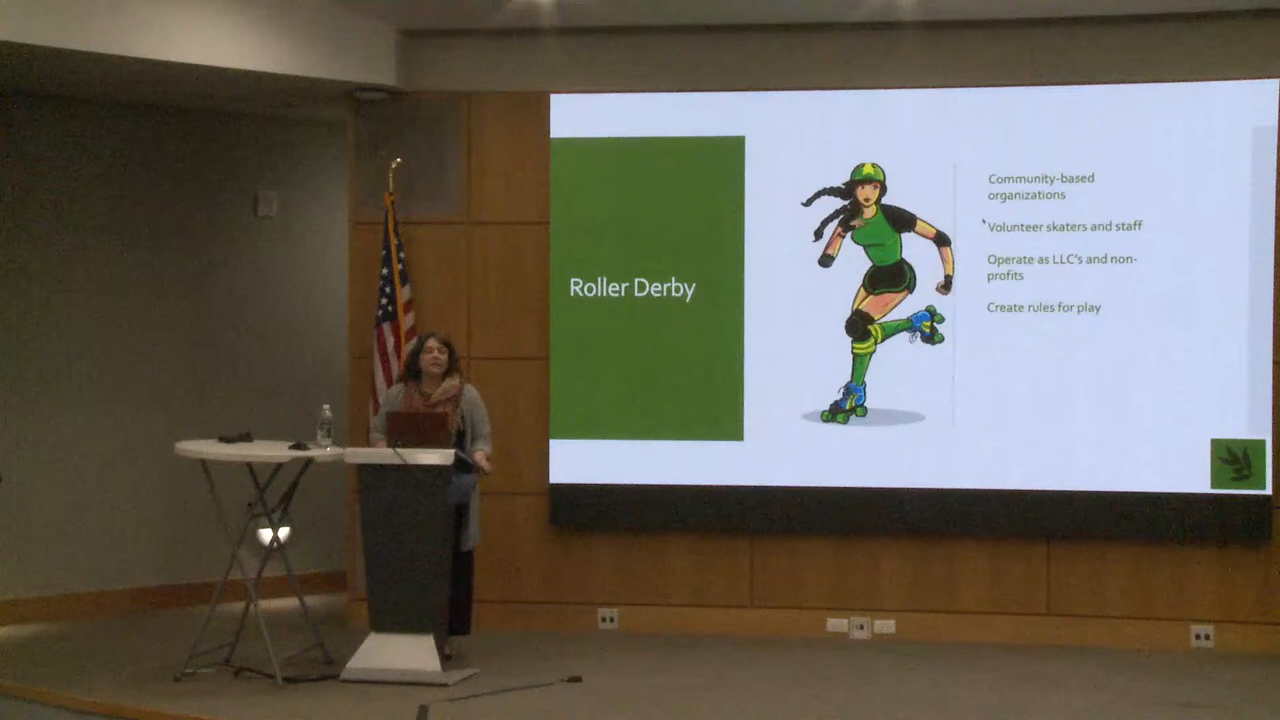 Roller Derby
Community-based
organizations
Volunteer skaters and staff
Operate as LLC's and non-
profits
Create rules for play